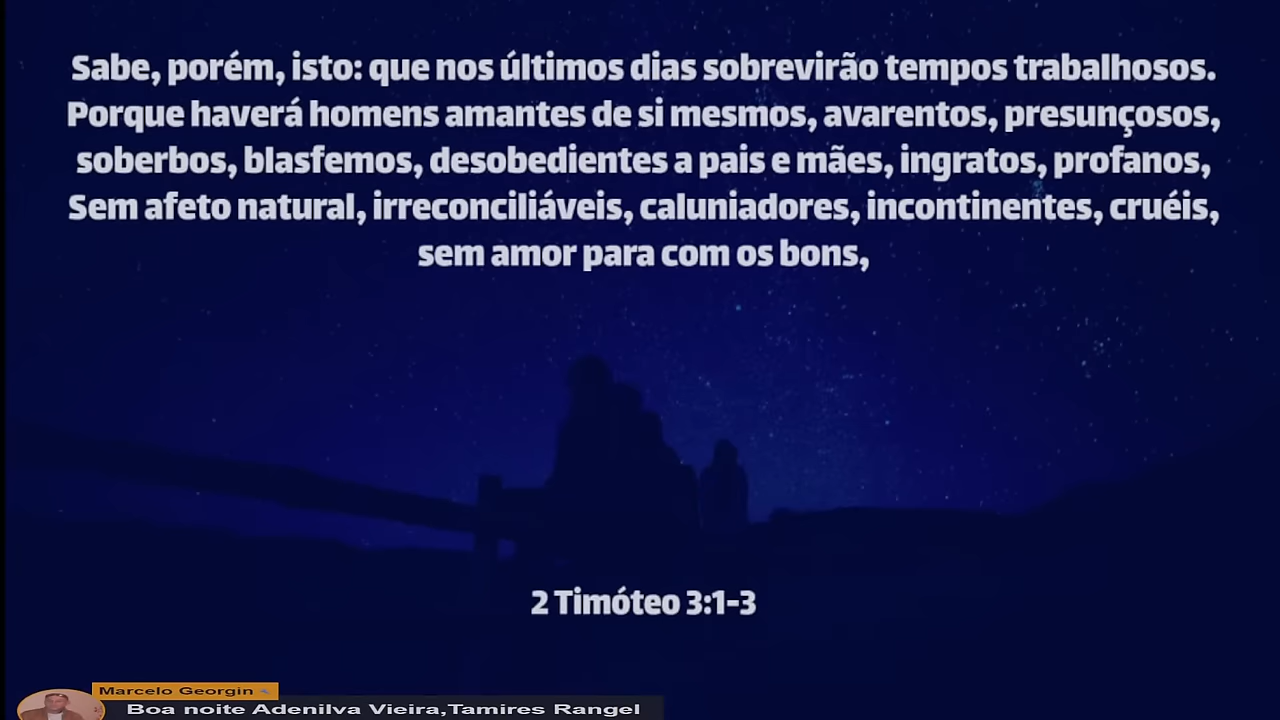 Sabe, porém, isto: que nos últimos dias sobrevirão tempos trabalhosos.
Porque haverá homens amantes de si mesmos, avarentos, presunçosos,
soberbos, blasfemos, desobedientes a pais e mães, ingratos, profanos,
Sem afeto natural, irreconciliáveis, caluniadores, incontinentes, cruéis,
sem amor para com os bons,
2 Timóteo 3:1-3
Marcelo Georgin
Boa noite Adenilva Vieira,Tamires Rangel